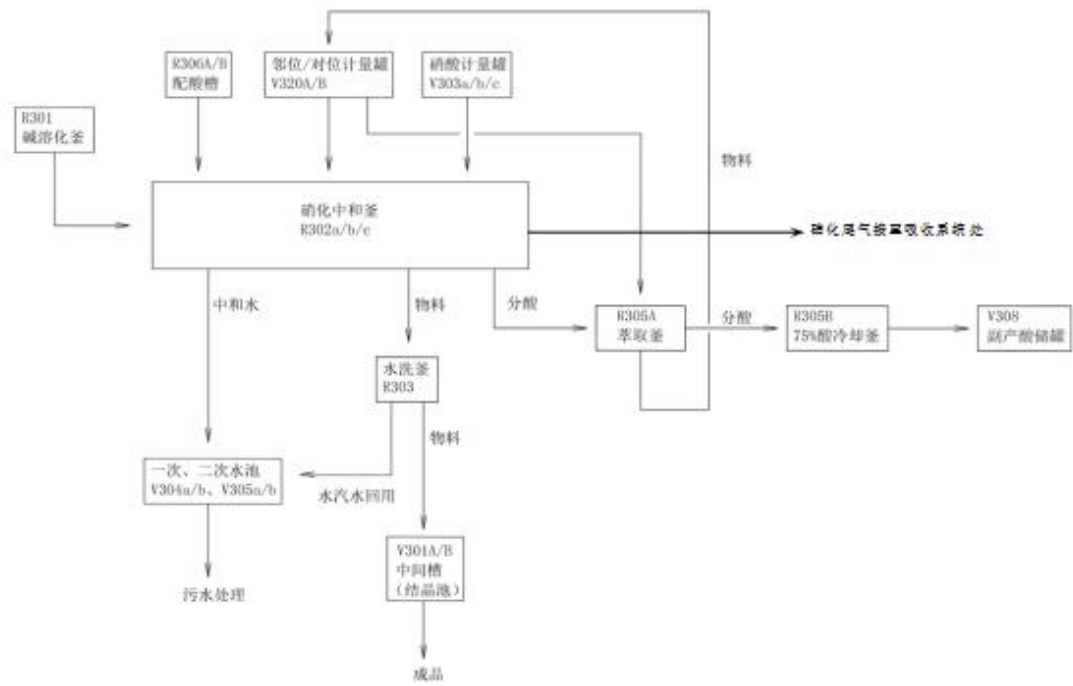 R306A/B
配酸槽
邻位/对位计量罐
V320A/B
硝酸计量罐
V303a/b/c
R301
碱溶化釜
物料
硝化中和釜
R302a/b/c
硝化尾气接至吸收系统处
中和水
物料
分酸
R305A
萃取釜
分酸
R305B
75%酸冷却釜
V308
副产酸储罐
水洗釜
R303
物料
一次、二次水池
V304a/b、V305a/b
水汽水回用
V301A/B
中间槽
(结晶池)
污水处理
成品